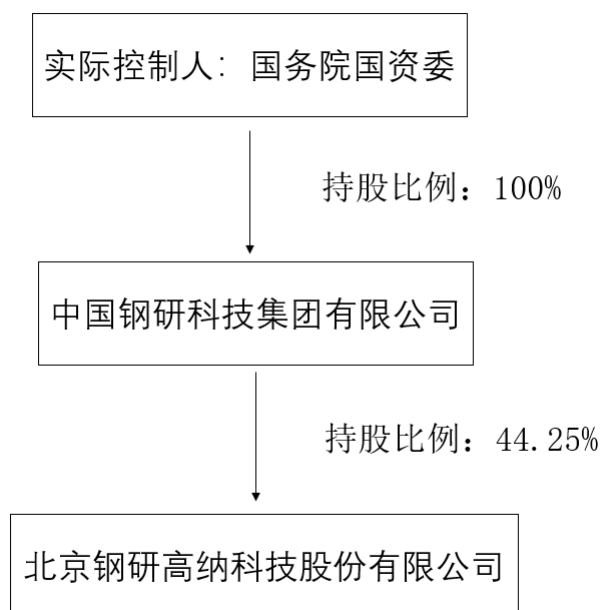 实际控制人：国务院国资委
持股比例：100%
中国钢研科技集团有限公司
持股比例：44.25%
北京钢研高纳科技股份有限公司